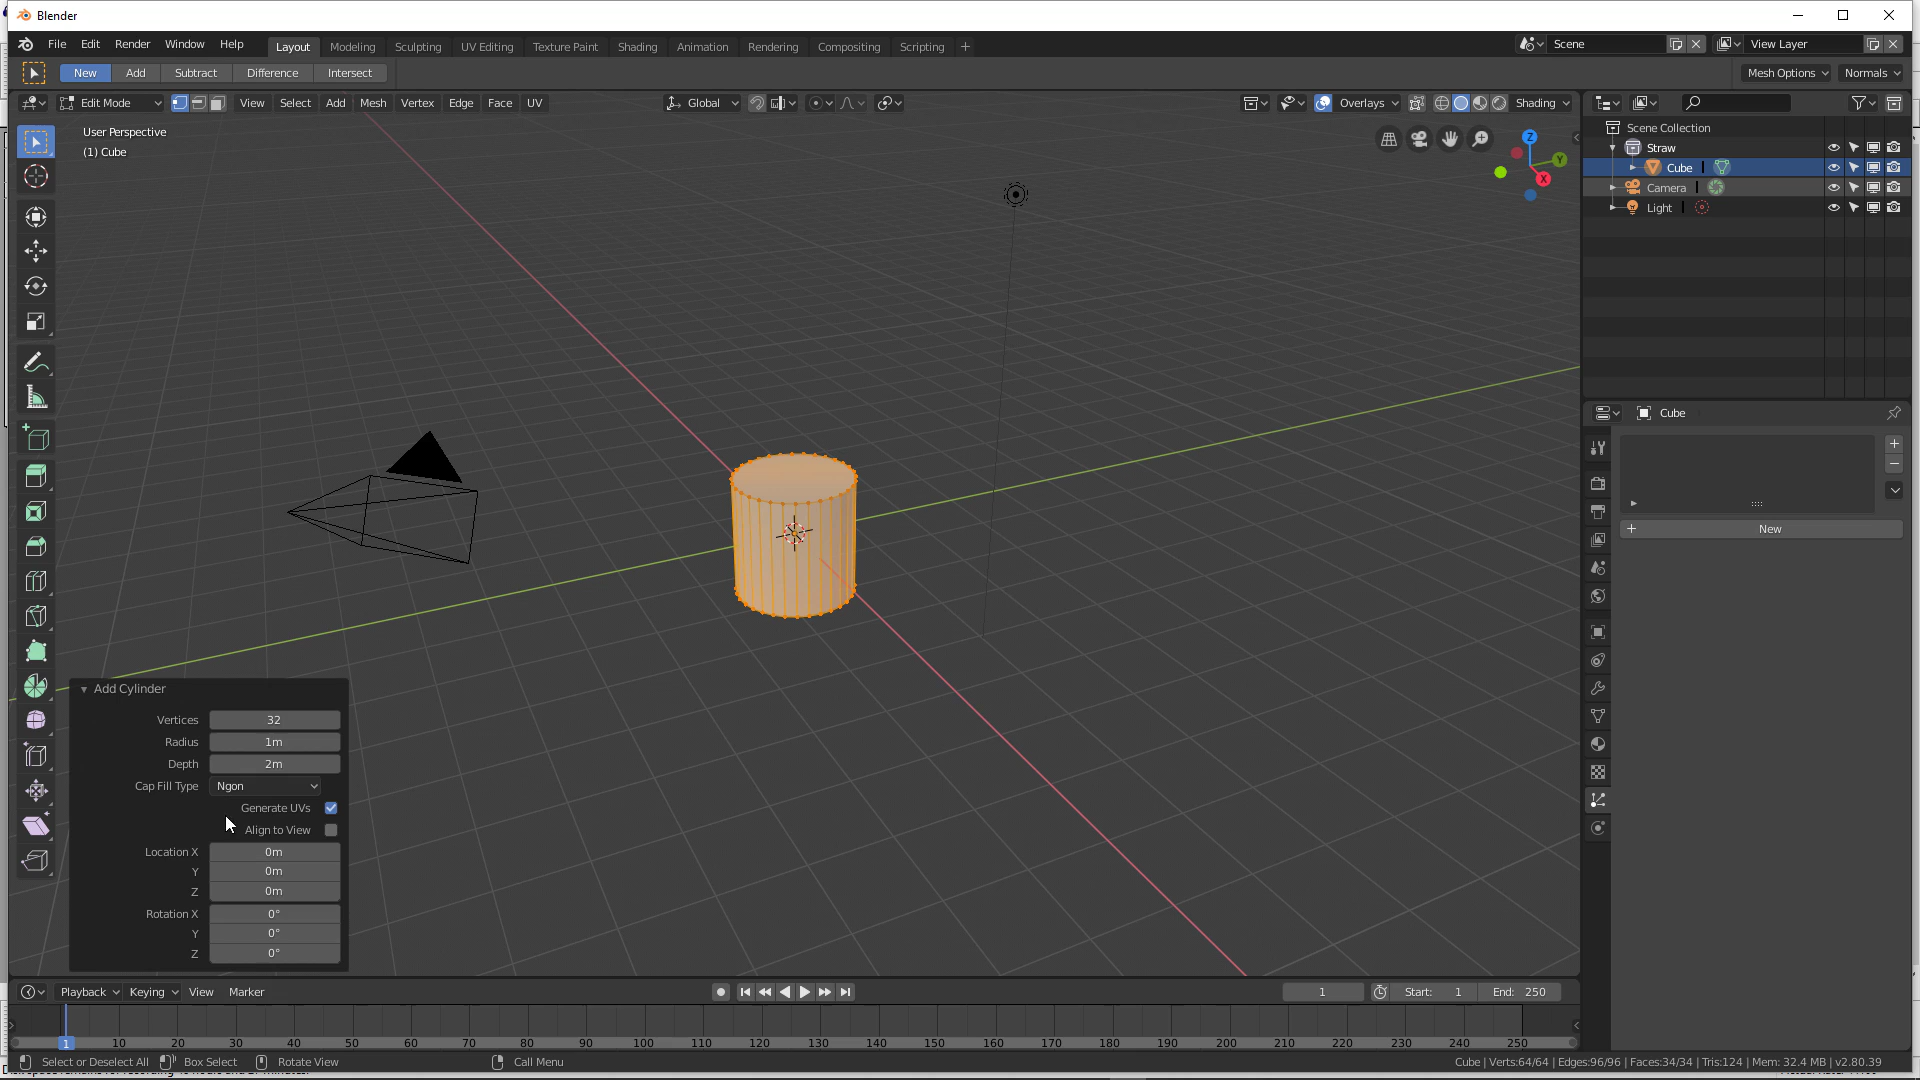 Blender
File Edit Render Window Help Layout Modeling Sculpting UV Editing Texture Paint Shading Animation Rendering Compositing Scripting + Scene View Layer
New Add Subtract Difference Intersect Mesh Options Normals
Edit Mode View Select Add Mesh Vertex Edge Face UV Global Overlays Shading
User Perspective
(1) Cube
Z
Y
X
Scene Collection
Straw
Cube
Camera
Light
Cube
New
Add Cylinder
Vertices 32
Radius 1m
Depth 2m
Cap Fill Type Ngon
Generate UVs
Align to View
Location X 0m
Y 0m
Z 0m
Rotation X 0°
Y 0°
Z 0°
Playback Keying View Marker 1 Start: 1 End: 250
1 10 20 30 40 50 60 70 80 90 100 110 120 130 140 150 160 170 180 190 200 210 220 230 240 250
Select or Deselect All Box Select Rotate View Call Menu Cube | Verts:64/64 | Edges:96/96 | Faces:34/34 | Tris:124 | Mem: 32.4 MB | v2.80.39